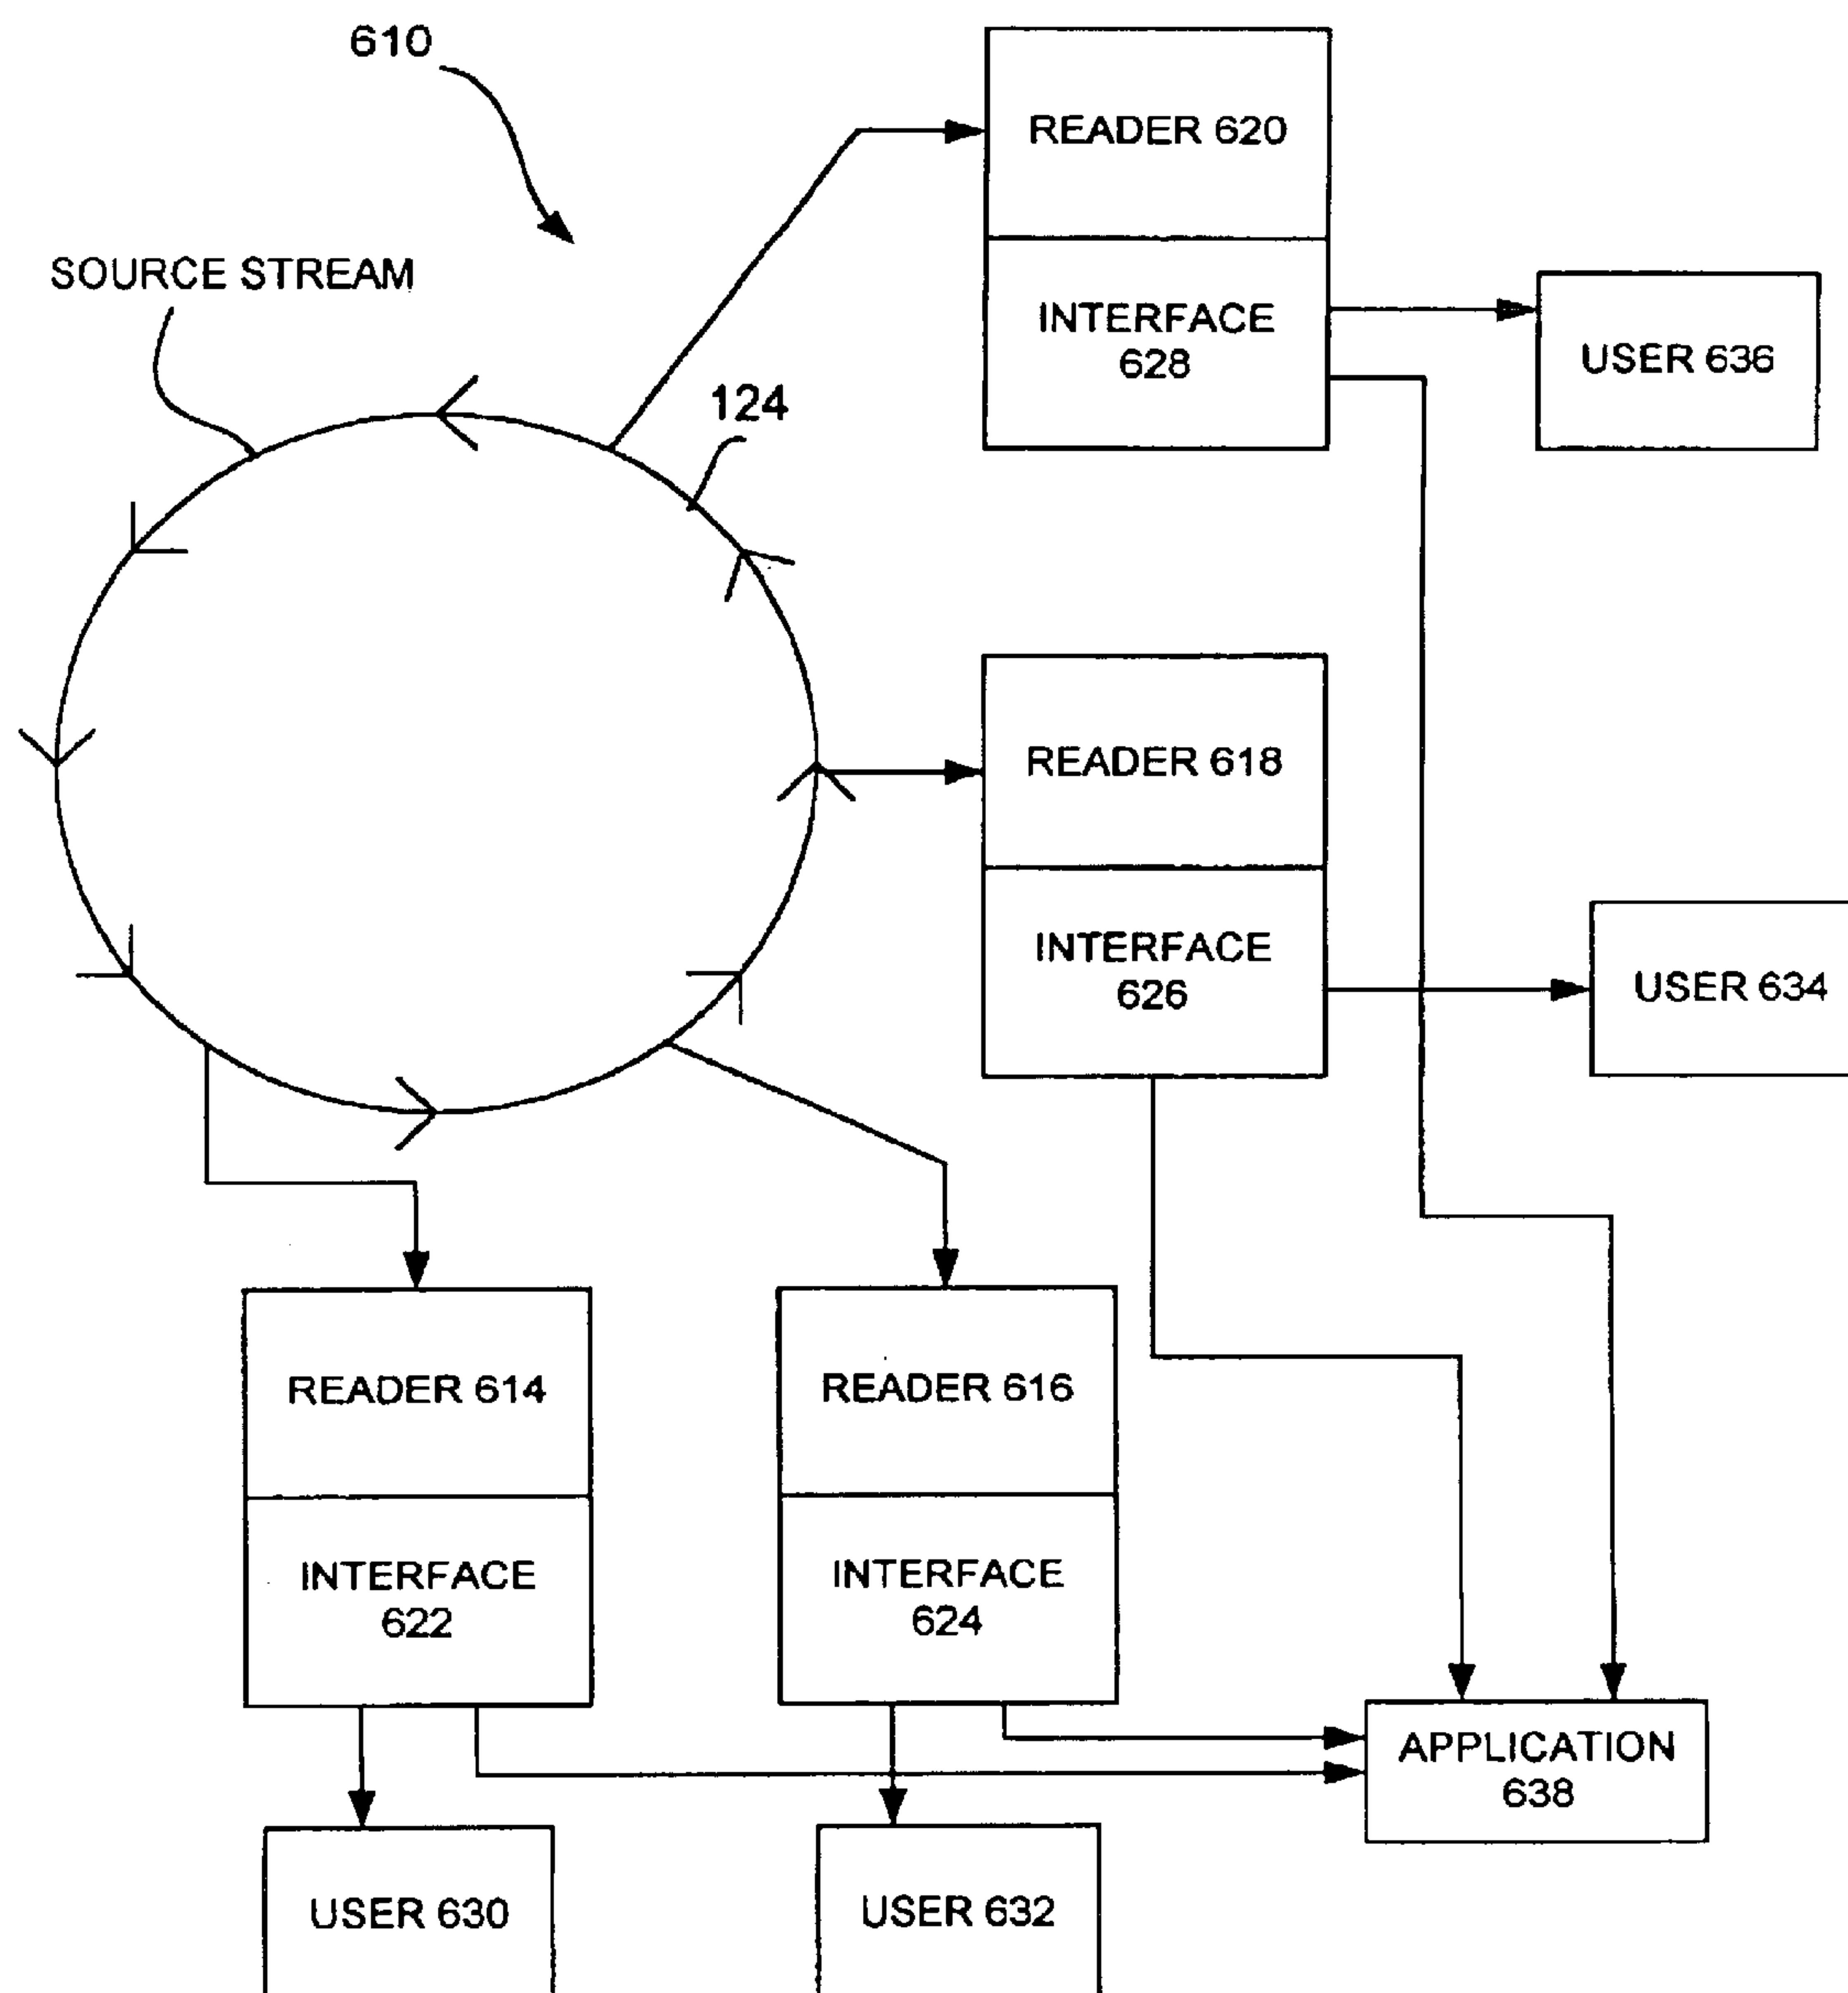 610
READER 620
SOURCE STREAM
INTERFACE
628
USER 636
124
READER 618
INTERFACE
626
USER 634
READER 614
READER 616
INTERFACE
622
INTERFACE
624
APPLICATION
638
USER 630
USER 632